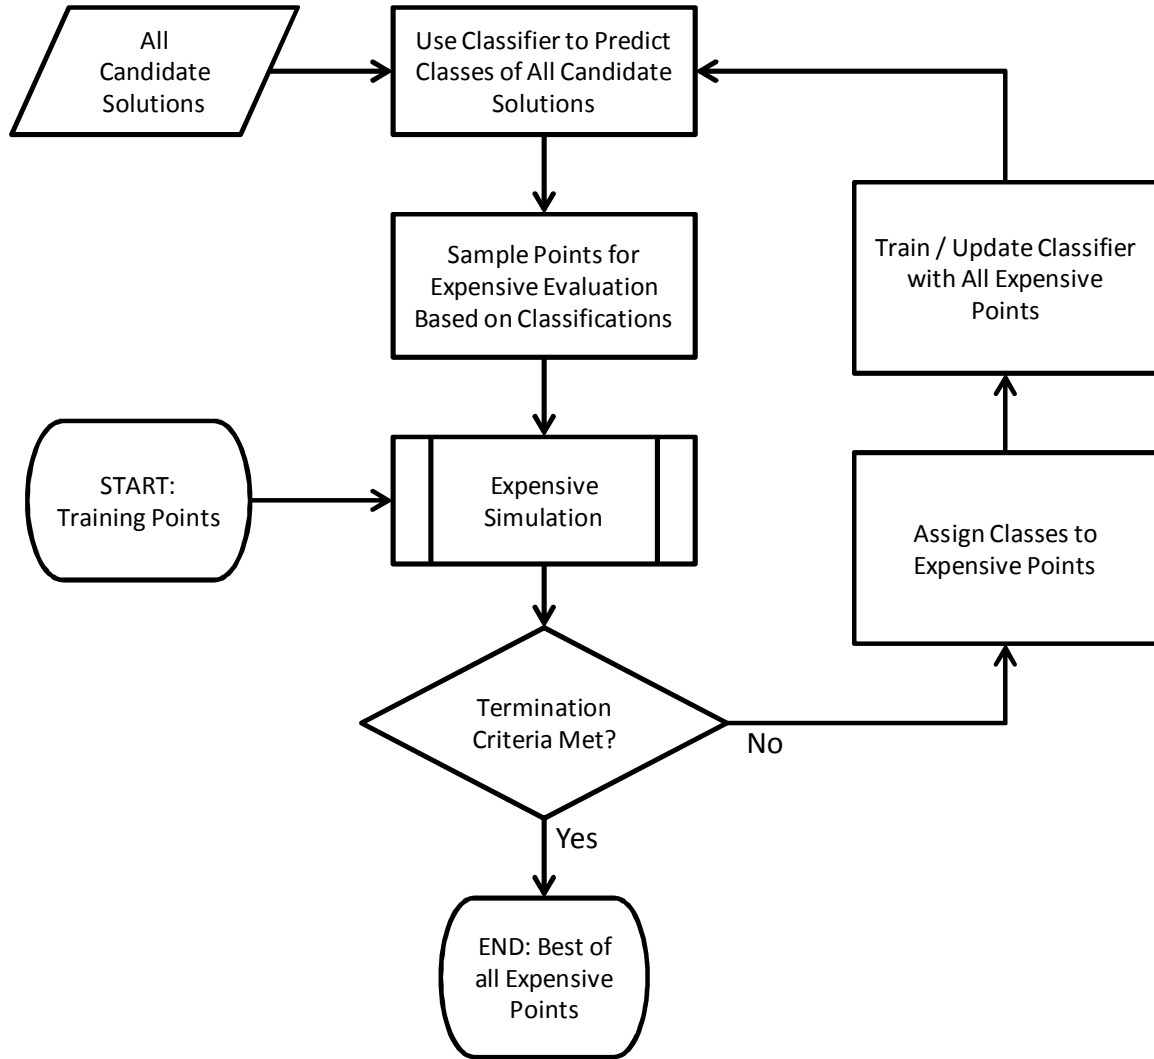 All
Candidate
Solutions
Use Classifier to Predict
Classes of All Candidate
Solutions
Sample Points for
Expensive Evaluation
Based on Classifications
Train / Update Classifier
with All Expensive
Points
START:
Training Points
Expensive
Simulation
Assign Classes to
Expensive Points
Termination
Criteria Met?
No
Yes
END: Best of
all Expensive
Points